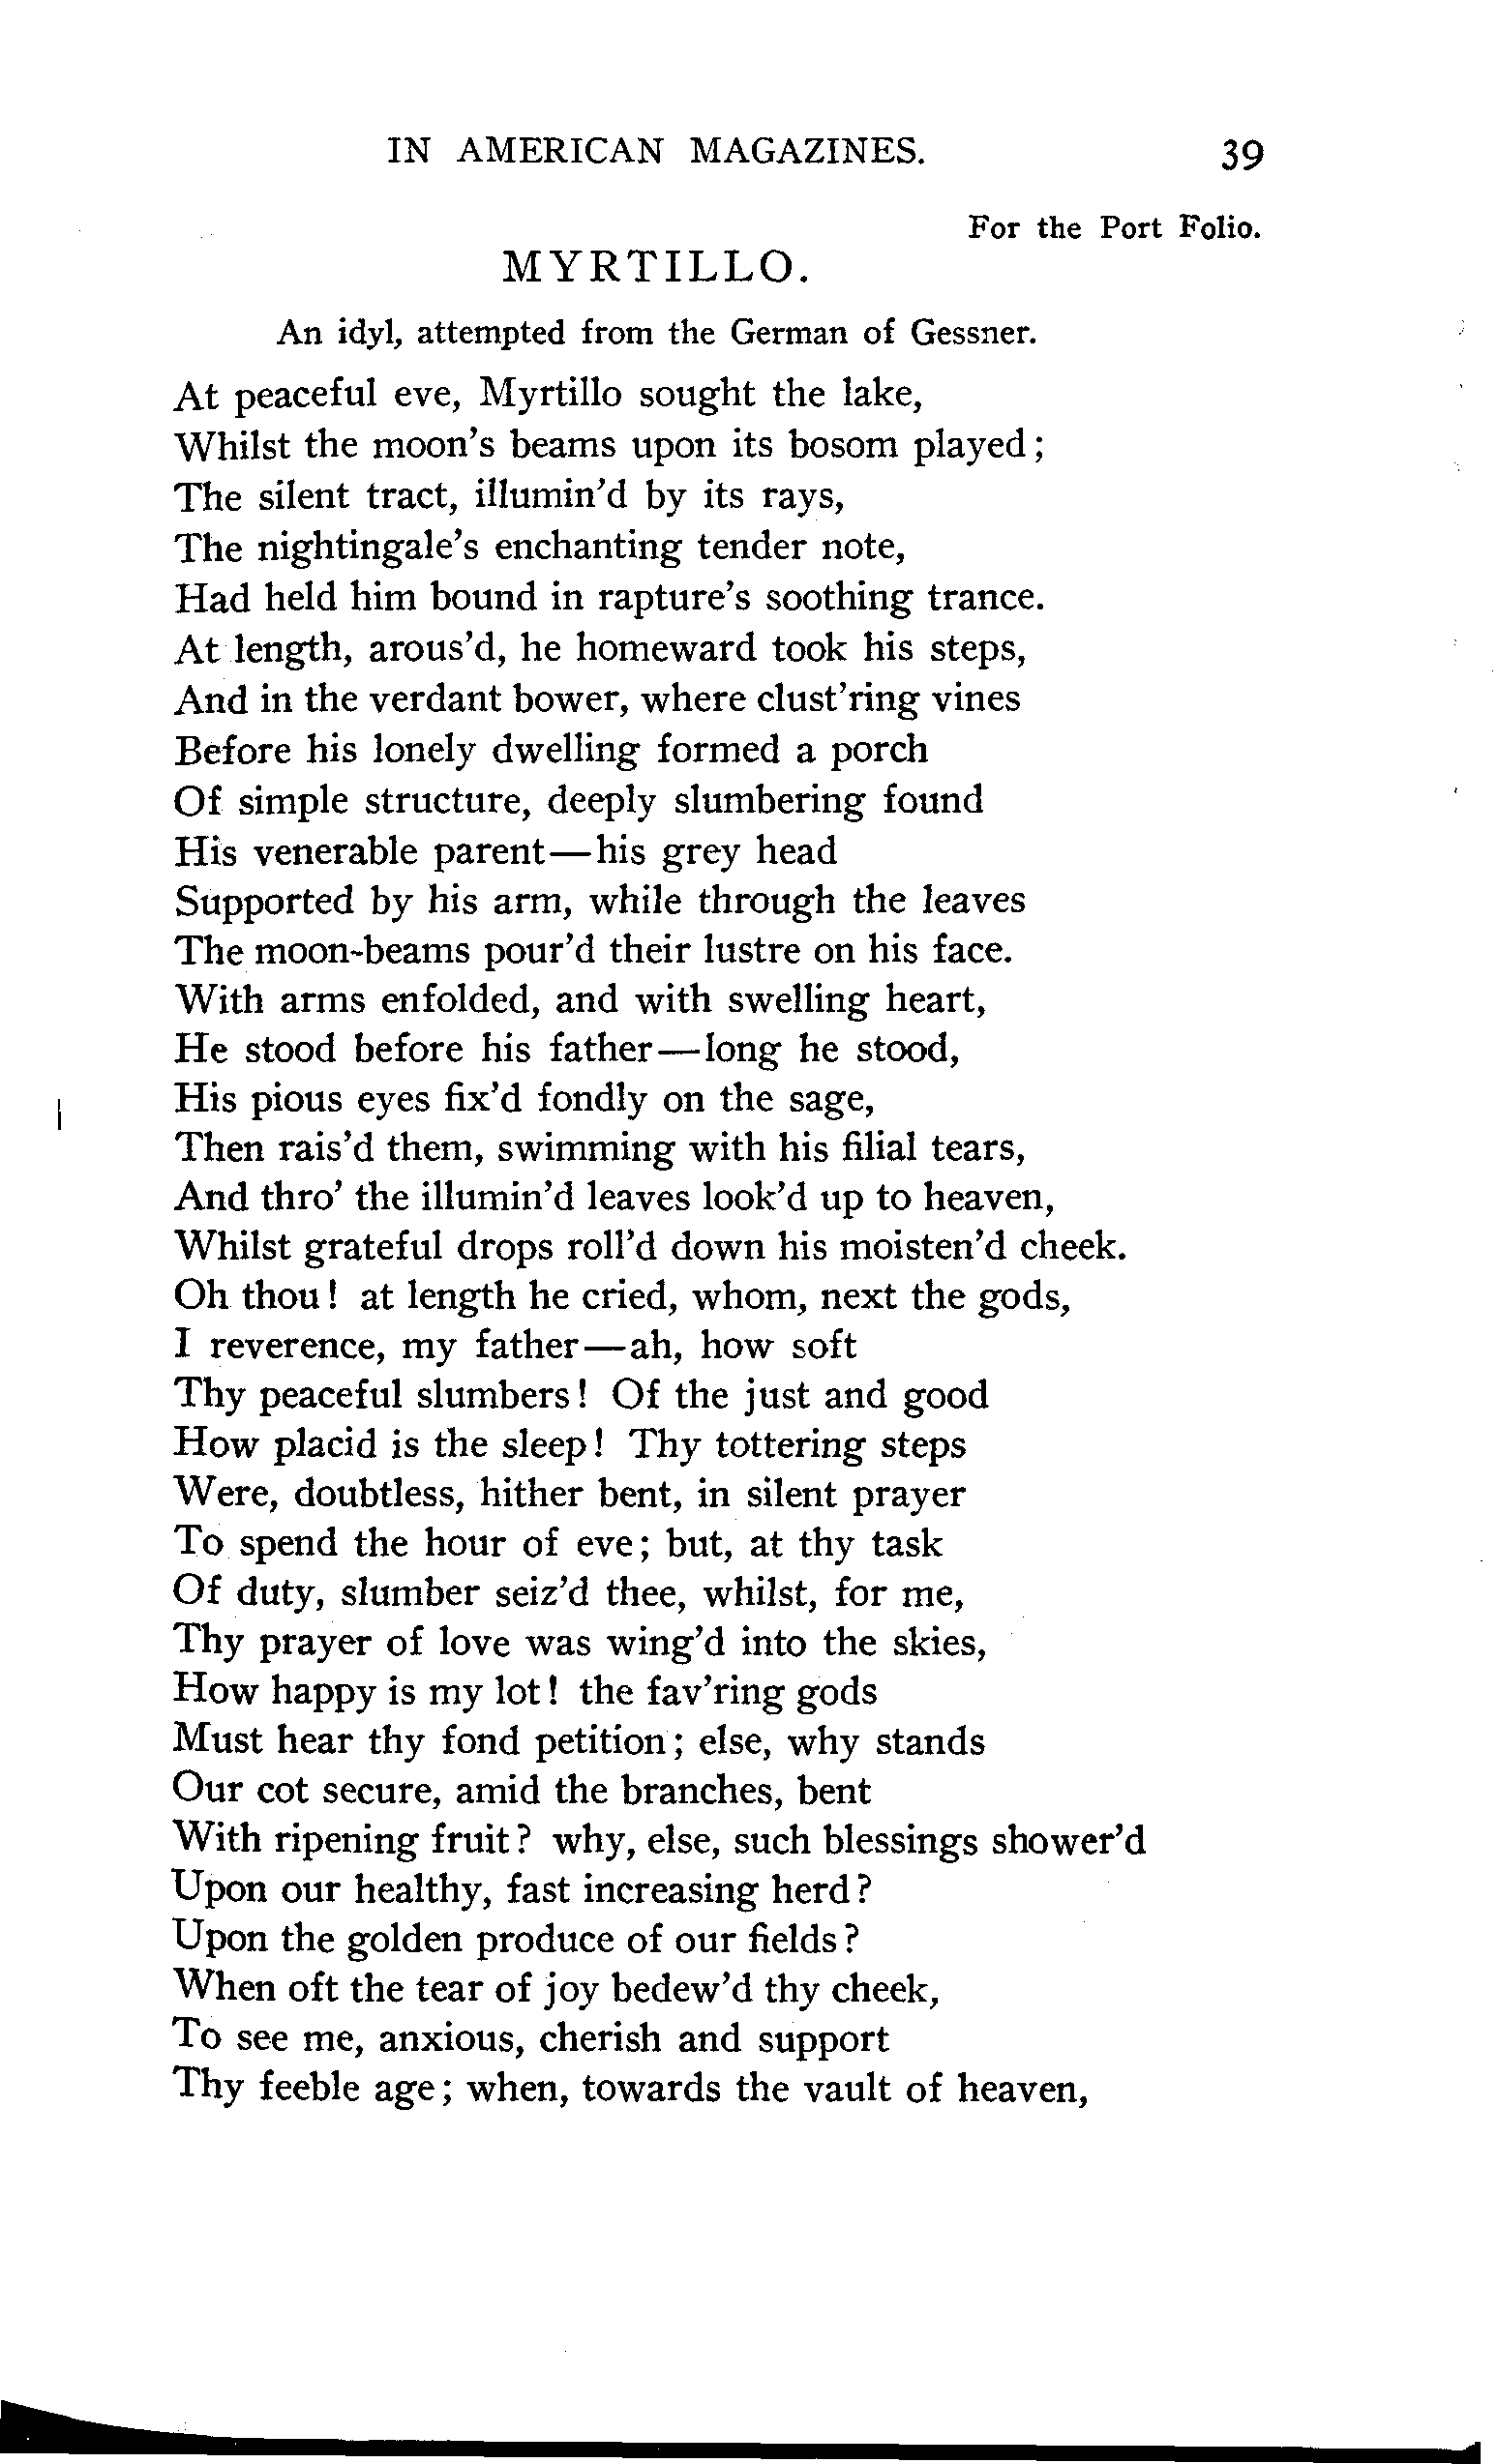 IN AMERICAN MAGAZINES. 39
For the Port Folio.
MYRTILLO.
An idyl, attempted from the German of Gessner.
At peaceful eve, Myrtillo sought the lake,
Whilst the moon's beams upon its bosom played;
The silent tract, illumin'd by its rays,
The nightingale's enchanting tender note,
Had held him bound in rapture's soothing trance.
At length, arous'd, he homeward took his steps,
And in the verdant bower, where clust'ring vines
Before his lonely dwelling formed a porch
Of simple structure, deeply slumbering found
His venerable parent—his grey head
Supported by his arm, while through the leaves
The moon-beams pour'd their lustre on his face.
With arms enfolded, and with swelling heart,
He stood before his father—long he stood,
His pious eyes fix'd fondly on the sage,
Then rais'd them, swimming with his filial tears,
And thro' the illumin'd leaves look'd up to heaven,
Whilst grateful drops roll'd down his moisten'd cheek.
Oh thou! at length he cried, whom, next the gods,
I reverence, my father—ah, how soft
Thy peaceful slumbers! Of the just and good
How placid is the sleep! Thy tottering steps
Were, doubtless, hither bent, in silent prayer
To spend the hour of eve; but, at thy task
Of duty, slumber seiz'd thee, whilst, for me,
Thy prayer of love was wing'd into the skies,
How happy is my lot! the fav'ring gods
Must hear thy fond petition; else, why stands
Our cot secure, amid the branches, bent
With ripening fruit? why, else, such blessings shower'd
Upon our healthy, fast increasing herd?
Upon the golden produce of our fields?
When oft the tear of joy bedew'd thy cheek,
To see me, anxious, cherish and support
Thy feeble age; when, towards the vault of heaven,